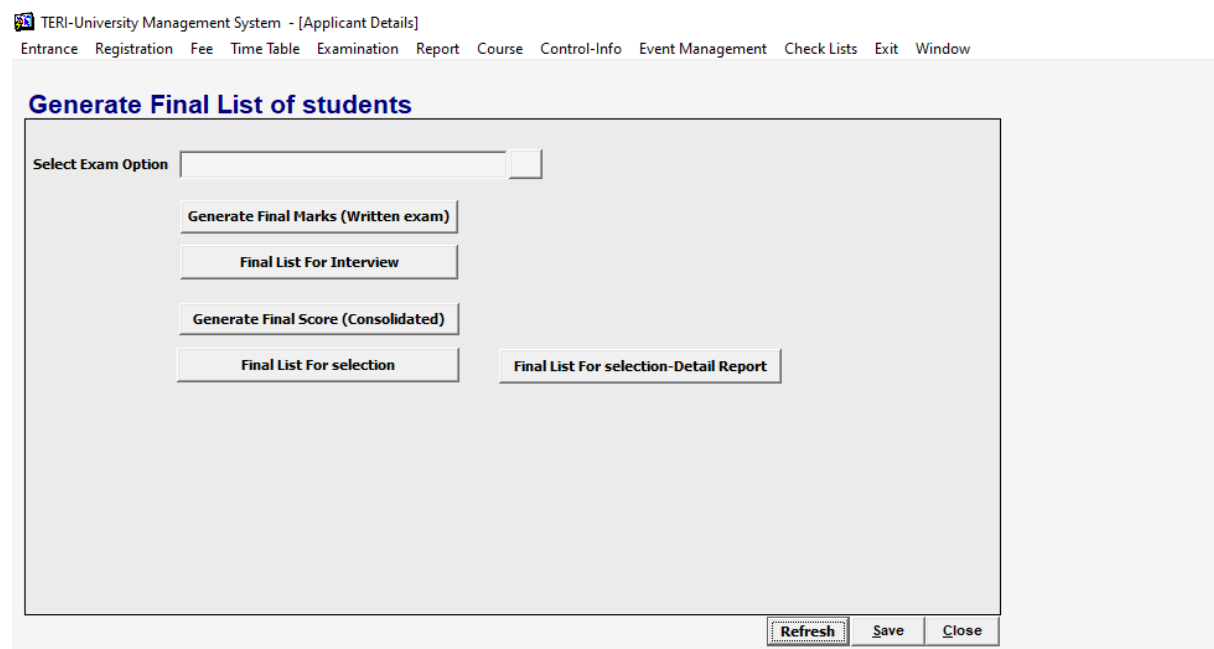 TERI-University Management System - [Applicant Details]
Entrance Registration Fee Time Table Examination Report Course Control-Info Event Management Check Lists Exit Window
Generate Final List of students
Select Exam Option
Generate Final Marks (Written exam)
Final List For Interview
Generate Final Score (Consolidated)
Final List For selection Final List For selection-Detail Report
Refresh Save Close